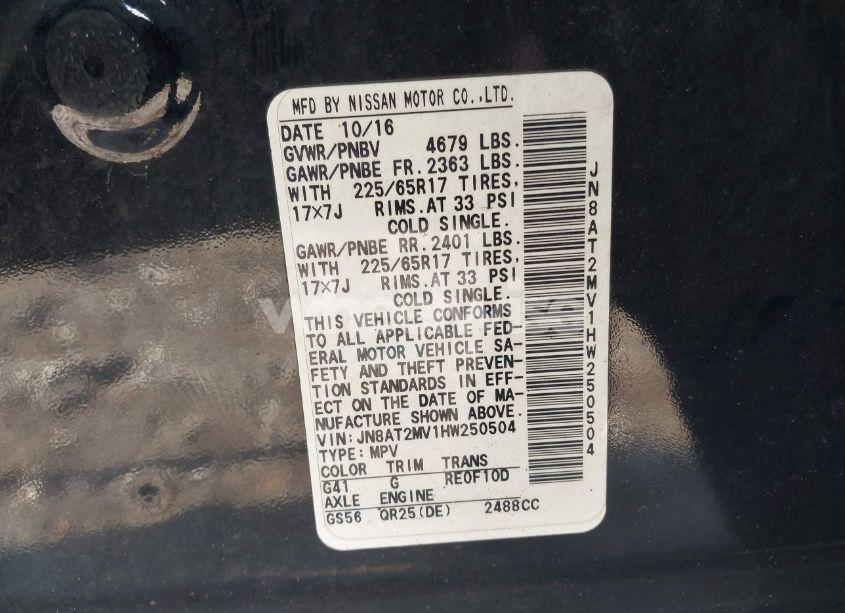 MFD BY NISSAN MOTOR CO.,LTD.
DATE 10/16
GVWR/PNBV 4679 LBS.
GAWR/PNBE FR.2363 LBS.
WITH 225/65R17 TIRES,
17X7J RIMS.AT 33 PSI
COLD SINGLE.
GAWR/PNBE RR.2401 LBS.
WITH 225/65R17 TIRES,
17X7J RIMS.AT 33 PSI
COLD SINGLE.
THIS VEHICLE CONFORMS
TO ALL APPLICABLE FED-
ERAL MOTOR VEHICLE SA-
FETY AND THEFT PREVEN-
TION STANDARDS IN EFF-
ECT ON THE DATE OF MA-
NUFACTURE SHOWN ABOVE.
VIN:JN8AT2MV1HW250504
TYPE:MPV
COLOR TRIM TRANS
G41 G RE0F10D
AXLE ENGINE
GS56 QR25(DE) 2488CC
JN8AT2MV1HW250504